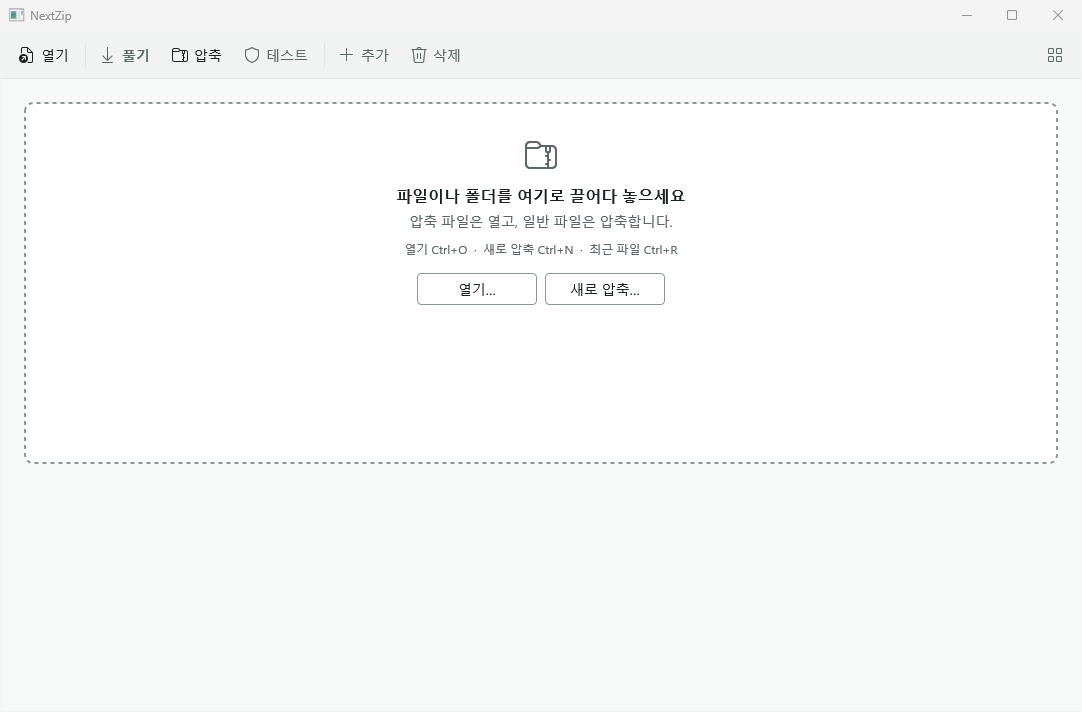 NextZip
열기 풀기 압축 테스트 추가 삭제
파일이나 폴더를 여기로 끌어다 놓으세요
압축 파일은 열고, 일반 파일은 압축합니다.
열기 Ctrl+O · 새로 압축 Ctrl+N · 최근 파일 Ctrl+R
열기... 새로 압축...